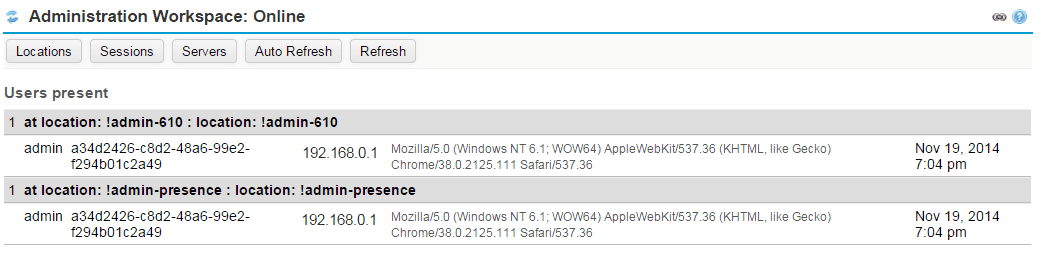 Administration Workspace: Online
Locations Sessions Servers Auto Refresh Refresh
Users present
1 at location: !admin-610 : location: !admin-610
admin a34d2426-c8d2-48a6-99e2- 192.168.0.1 Mozilla/5.0 (Windows NT 6.1; WOW64) AppleWebKit/537.36 (KHTML, like Gecko) Nov 19, 2014
f294b01c2a49 Chrome/38.0.2125.111 Safari/537.36 7:04 pm
1 at location: !admin-presence : location: !admin-presence
admin a34d2426-c8d2-48a6-99e2- 192.168.0.1 Mozilla/5.0 (Windows NT 6.1; WOW64) AppleWebKit/537.36 (KHTML, like Gecko) Nov 19, 2014
f294b01c2a49 Chrome/38.0.2125.111 Safari/537.36 7:04 pm